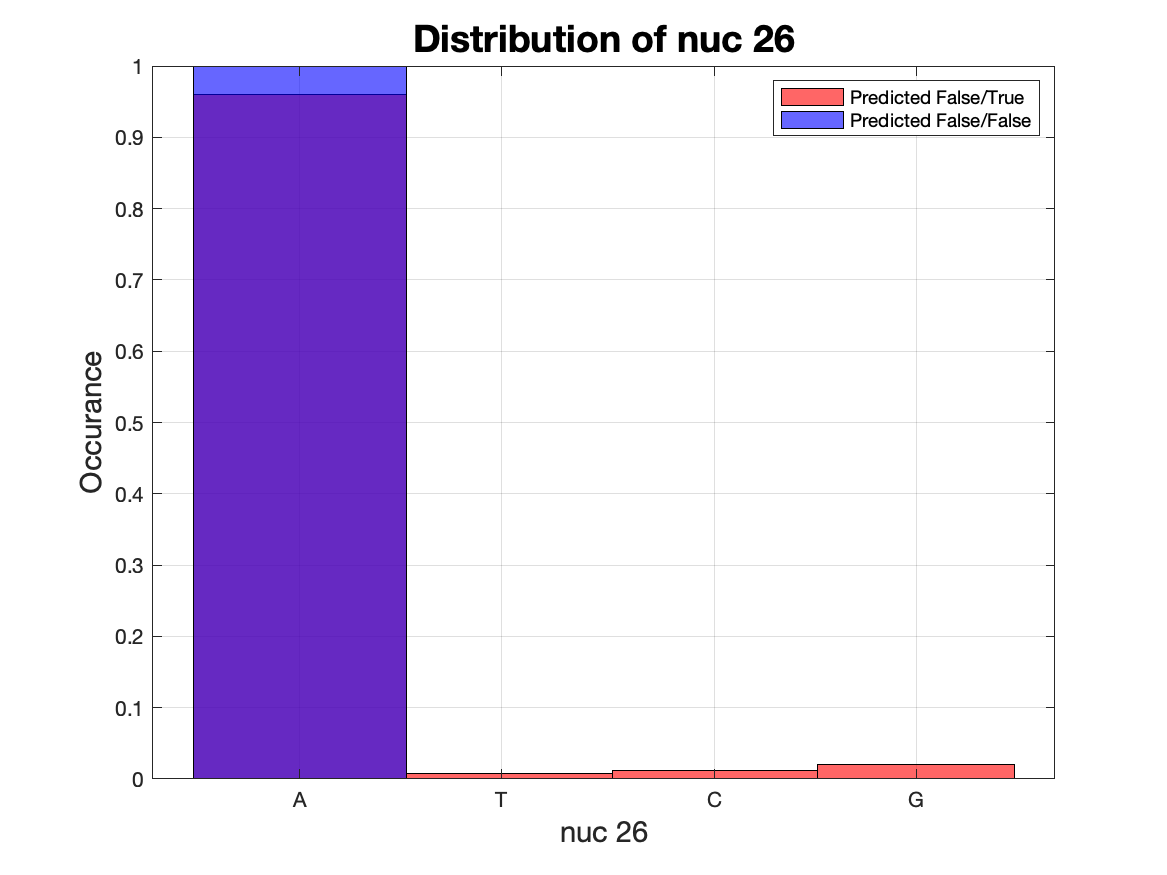 Distribution of nuc 26
Predicted False/True
Predicted False/False
Occurance
1
0.9
0.8
0.7
0.6
0.5
0.4
0.3
0.2
0.1
0
A T C G
nuc 26